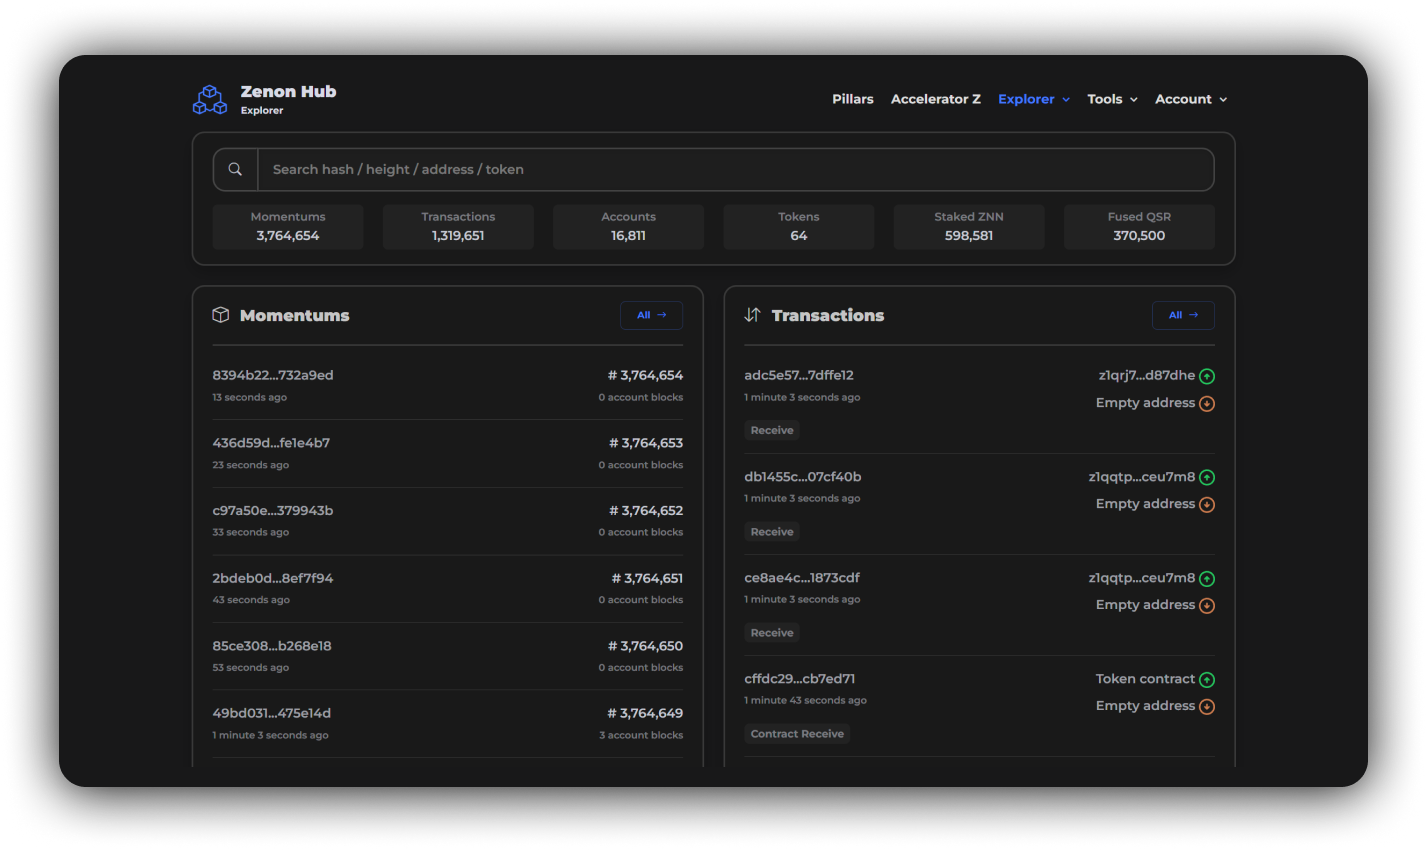 Zenon Hub
Explorer
Pillars Accelerator Z Explorer Tools Account
Search hash / height / address / token
Momentums Transactions Accounts Tokens Staked ZNN Fused QSR
3,764,654 1,319,651 16,811 64 598,581 370,500
Momentums All →
8394b22...732a9ed # 3,764,654
13 seconds ago 0 account blocks
436d59d...fe1e4b7 # 3,764,653
23 seconds ago 0 account blocks
c97a50e...379943b # 3,764,652
33 seconds ago 0 account blocks
2bdeb0d...8ef7f94 # 3,764,651
43 seconds ago 0 account blocks
85ce308...b268e18 # 3,764,650
53 seconds ago 0 account blocks
49bd031...475e14d # 3,764,649
1 minute 3 seconds ago 3 account blocks
Transactions All →
adc5e57...7dffe12 z1qrj7...d87dhe
1 minute 3 seconds ago Empty address
Receive
db1455c...07cf40b z1qqtp...ceu7m8
1 minute 3 seconds ago Empty address
Receive
ce8ae4c...1873cdf z1qqtp...ceu7m8
1 minute 3 seconds ago Empty address
Receive
cffdc29...cb7ed71 Token contract
1 minute 43 seconds ago Empty address
Contract Receive